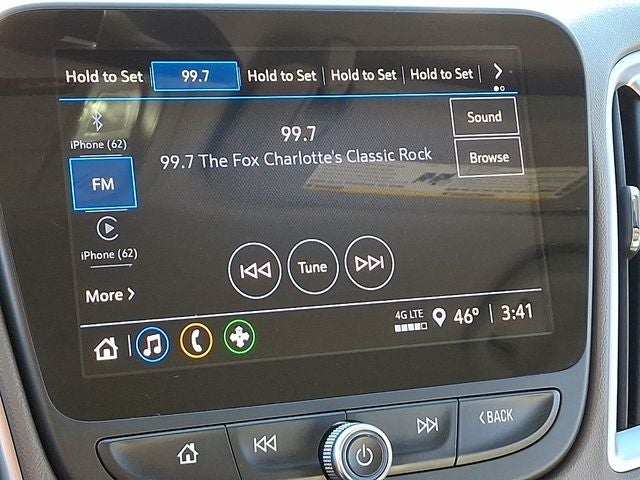 Hold to Set 99.7 Hold to Set Hold to Set Hold to Set
iPhone (62)
99.7
Sound
99.7 The Fox Charlotte's Classic Rock
Browse
FM
iPhone (62)
Tune
More
4G LTE
46° 3:41
BACK